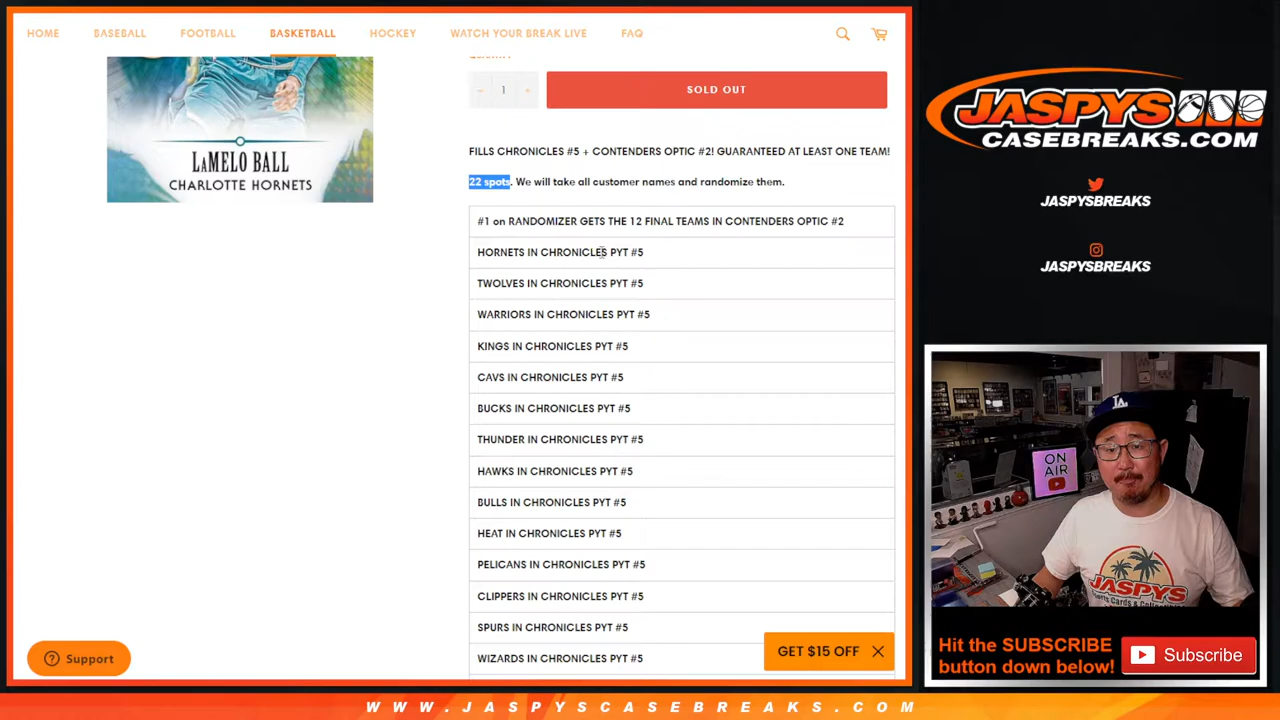 HOME BASEBALL FOOTBALL BASKETBALL HOCKEY WATCH YOUR BREAK LIVE FAQ
− 1 + SOLD OUT
LAMELO BALL
CHARLOTTE HORNETS
FILLS CHRONICLES #5 + CONTENDERS OPTIC #2! GUARANTEED AT LEAST ONE TEAM!
22 spots. We will take all customer names and randomize them.
#1 on RANDOMIZER GETS THE 12 FINAL TEAMS IN CONTENDERS OPTIC #2
HORNETS IN CHRONICLES PYT #5
TWOLVES IN CHRONICLES PYT #5
WARRIORS IN CHRONICLES PYT #5
KINGS IN CHRONICLES PYT #5
CAVS IN CHRONICLES PYT #5
BUCKS IN CHRONICLES PYT #5
THUNDER IN CHRONICLES PYT #5
HAWKS IN CHRONICLES PYT #5
BULLS IN CHRONICLES PYT #5
HEAT IN CHRONICLES PYT #5
PELICANS IN CHRONICLES PYT #5
CLIPPERS IN CHRONICLES PYT #5
SPURS IN CHRONICLES PYT #5
WIZARDS IN CHRONICLES PYT #5
Support
GET $15 OFF
JASPYS
CASEBREAKS.COM
JASPYSBREAKS
JASPYSBREAKS
LA
ON
AIR
JASPYS
Hit the SUBSCRIBE
button down below!
Subscribe
WWW.JASPYSCASEBREAKS.COM